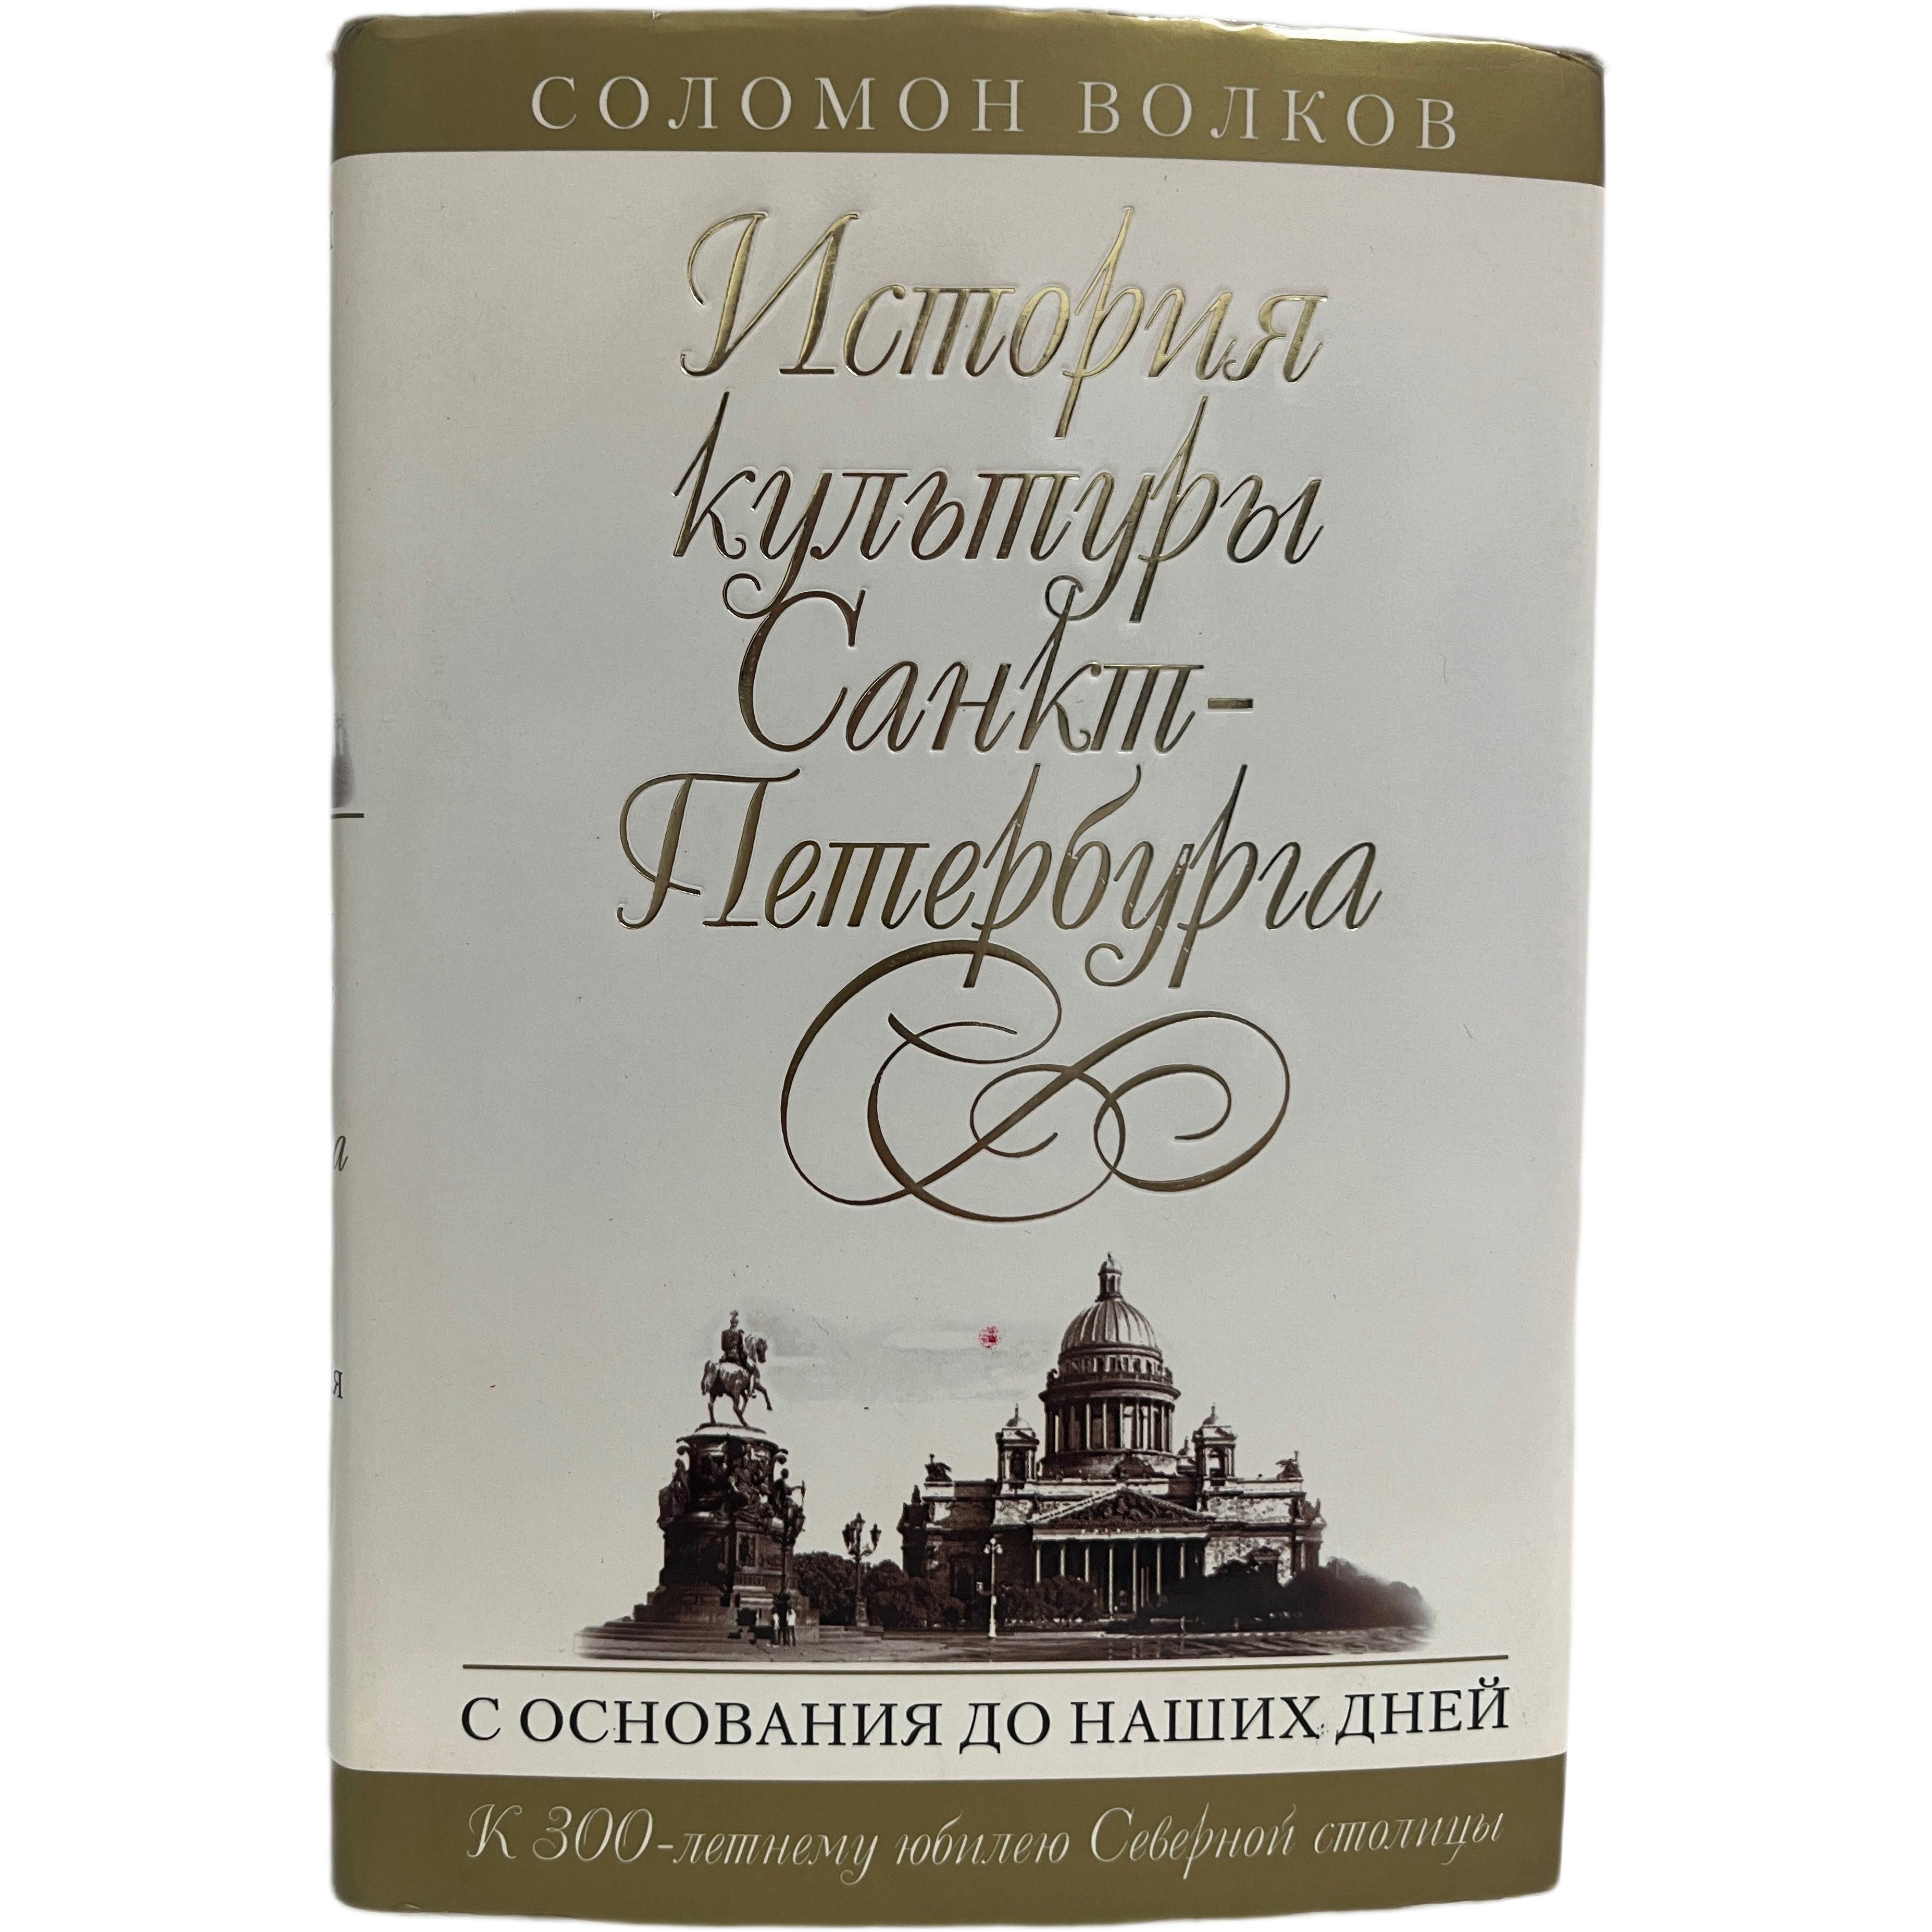 СОЛОМОН ВОЛКОВ
История
культуры
Санкт-
Петербурга
С ОСНОВАНИЯ ДО НАШИХ ДНЕЙ
К 300-летнему юбилею Северной столицы